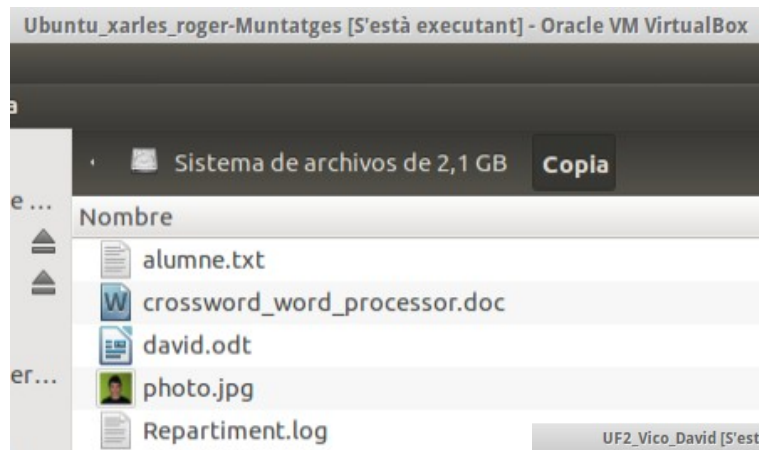 Ubuntu_xarles_roger-Muntatges [S'està executant] - Oracle VM VirtualBox
a
Sistema de archivos de 2,1 GB Copia
e ...
Nombre
alumne.txt
crossword_word_processor.doc
david.odt
er...
photo.jpg
Repartiment.log
UF2_Vico_David [S'est